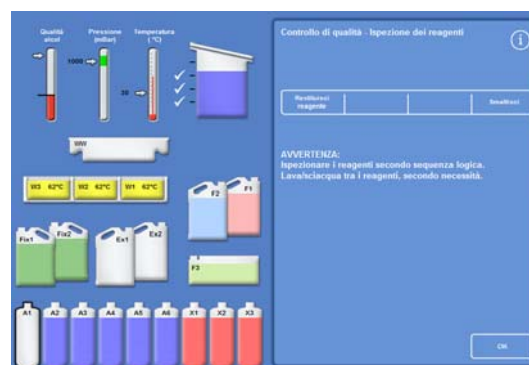 Qualità
alcol
Pressione
(mBar)
Temperatura
(°C)
1000
30
WW
W3 62°C
W2 62°C
W1 62°C
F2
F1
Fix1
Fix2
Ex1
Ex2
F3
A1
A2
A3
A4
A5
A6
X1
X2
X3
Controllo di qualità - Ispezione dei reagenti
i
Restituisci
reagente
Smaltisci
AVVERTENZA:
Ispezionare i reagenti secondo sequenza logica.
Lava/sciacqua tra i reagenti, secondo necessità.
OK